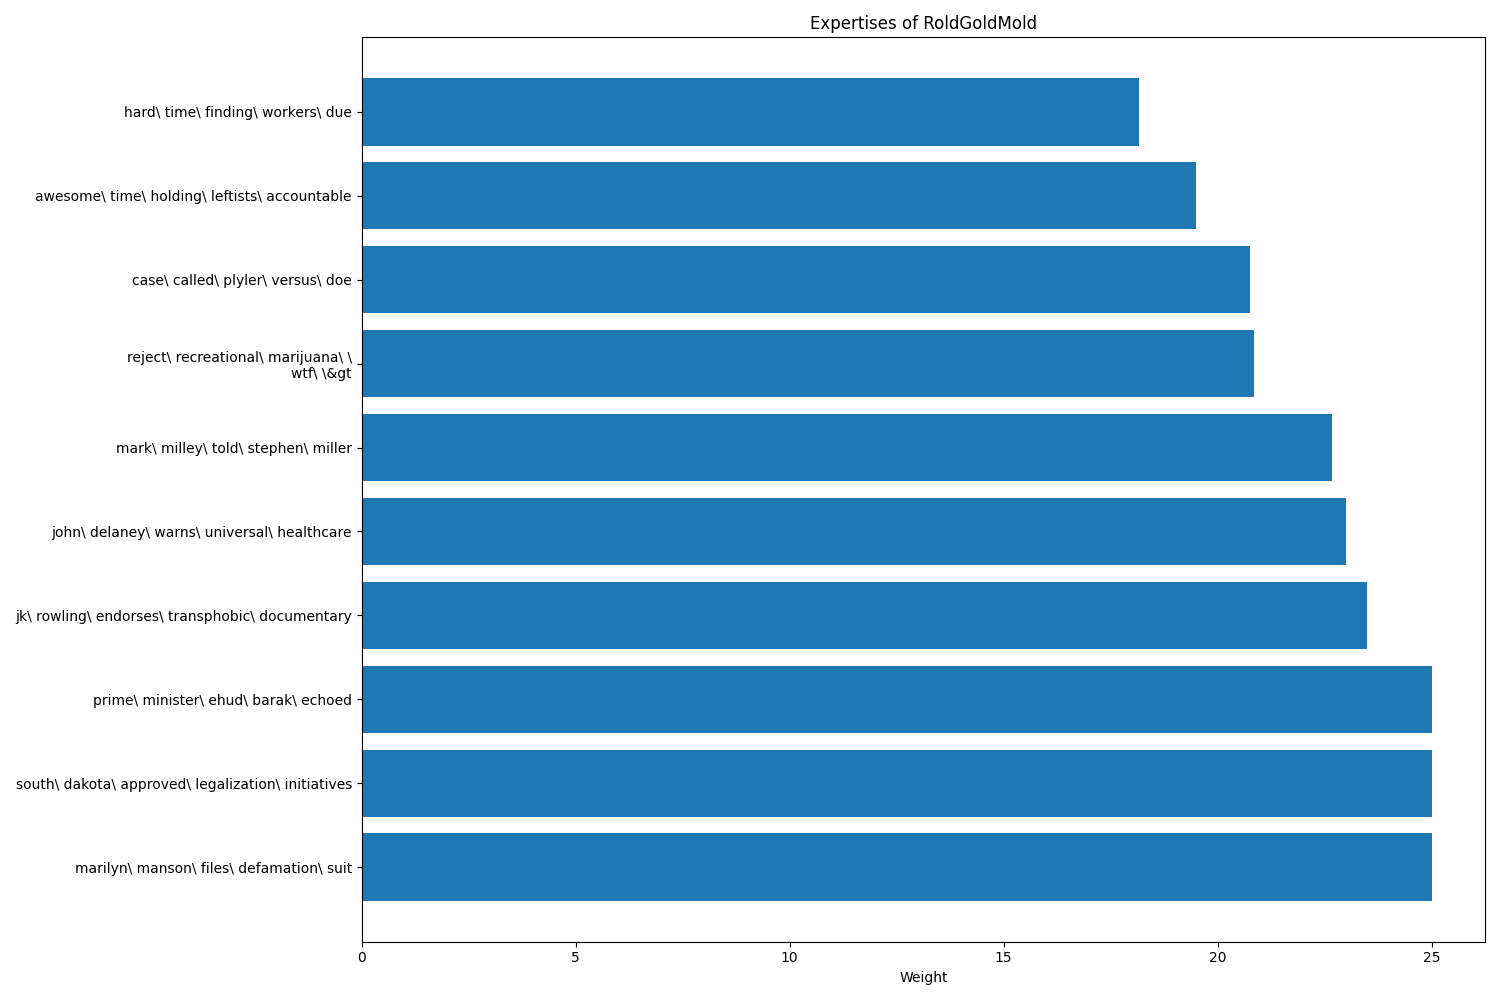 Expertises of RoldGoldMold
hard\ time\ finding\ workers\ due
awesome\ time\ holding\ leftists\ accountable
case\ called\ plyler\ versus\ doe
reject\ recreational\ marijuana\ \
wtf\ \&gt
mark\ milley\ told\ stephen\ miller
john\ delaney\ warns\ universal\ healthcare
jk\ rowling\ endorses\ transphobic\ documentary
prime\ minister\ ehud\ barak\ echoed
south\ dakota\ approved\ legalization\ initiatives
marilyn\ manson\ files\ defamation\ suit
0 5 10 15 20 25
Weight